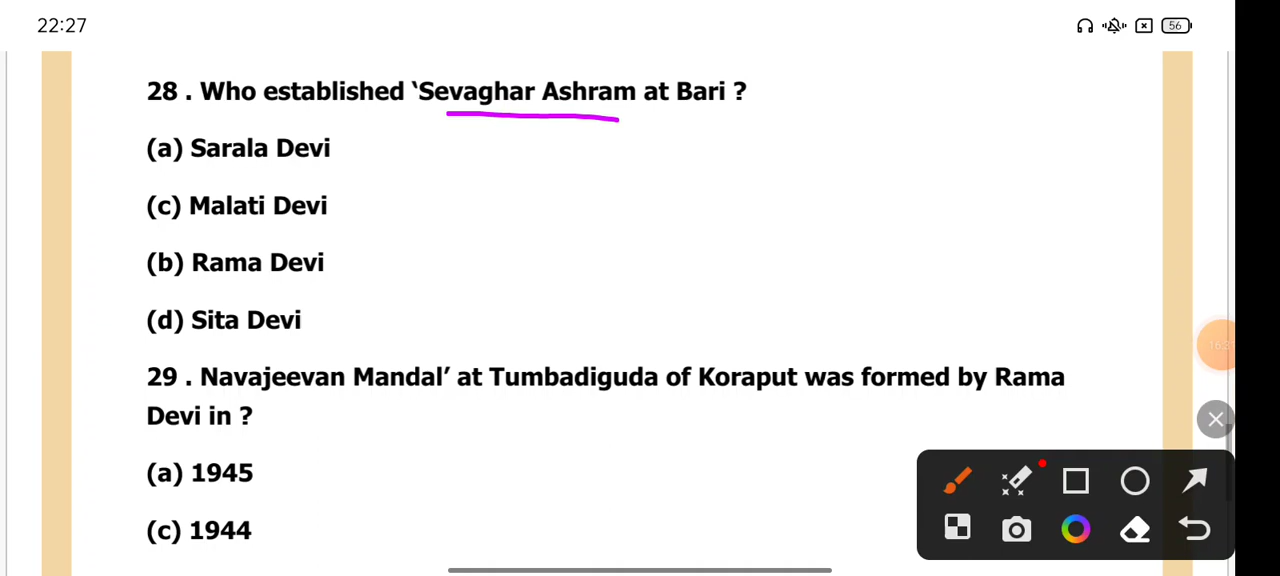 22:27
56
28 . Who established ‘Sevaghar Ashram at Bari ?
(a) Sarala Devi
(c) Malati Devi
(b) Rama Devi
(d) Sita Devi
29 . Navajeevan Mandal’ at Tumbadiguda of Koraput was formed by Rama
Devi in ?
(a) 1945
(c) 1944